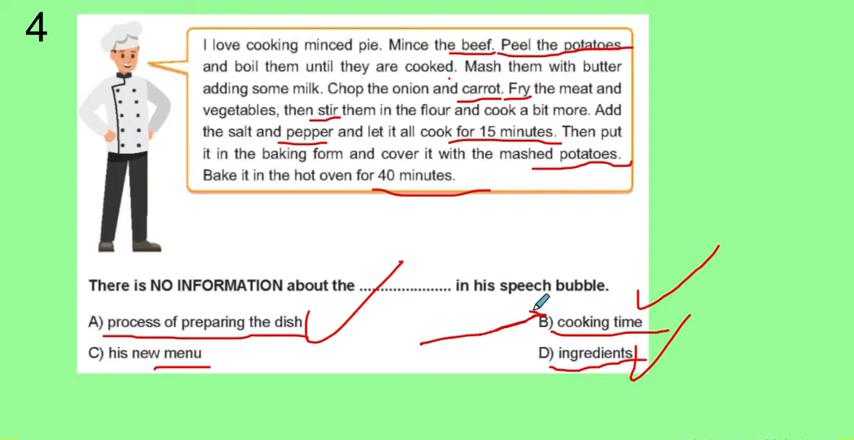 4
I love cooking minced pie. Mince the beef. Peel the potatoes
and boil them until they are cooked. Mash them with butter
adding some milk. Chop the onion and carrot. Fry the meat and
vegetables, then stir them in the flour and cook a bit more. Add
the salt and pepper and let it all cook for 15 minutes. Then put
it in the baking form and cover it with the mashed potatoes.
Bake it in the hot oven for 40 minutes.
There is NO INFORMATION about the ...................... in his speech bubble.
A) process of preparing the dish
B) cooking time
C) his new menu
D) ingredients